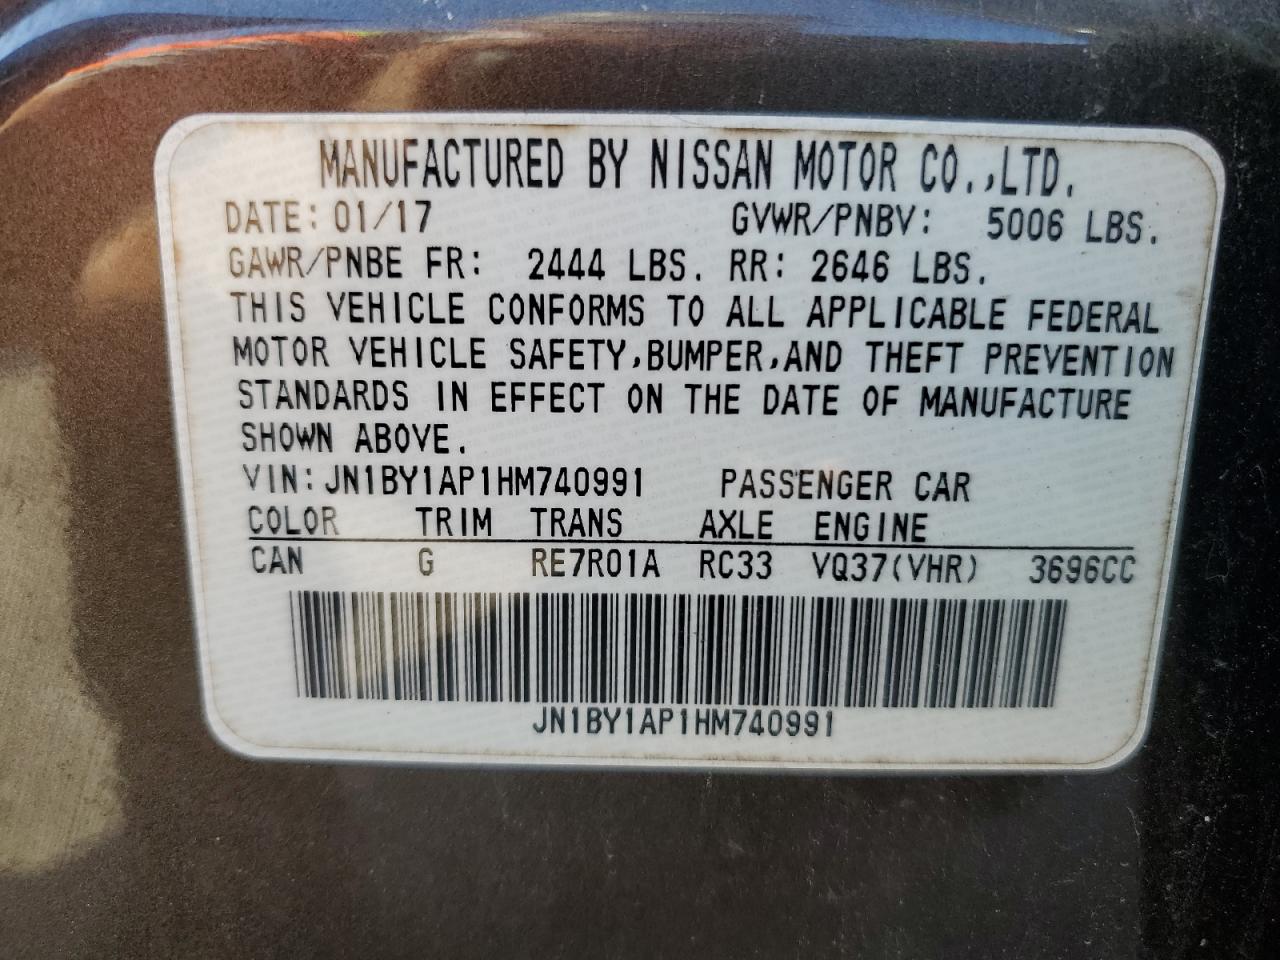 MANUFACTURED BY NISSAN MOTOR CO.,LTD.
DATE: 01/17 GVWR/PNBV: 5006 LBS.
GAWR/PNBE FR: 2444 LBS. RR: 2646 LBS.
THIS VEHICLE CONFORMS TO ALL APPLICABLE FEDERAL
MOTOR VEHICLE SAFETY,BUMPER,AND THEFT PREVENTION
STANDARDS IN EFFECT ON THE DATE OF MANUFACTURE
SHOWN ABOVE.
VIN:JN1BY1AP1HM740991 PASSENGER CAR
COLOR TRIM TRANS AXLE ENGINE
CAN G RE7R01A RC33 VQ37(VHR) 3696CC
JN1BY1AP1HM740991